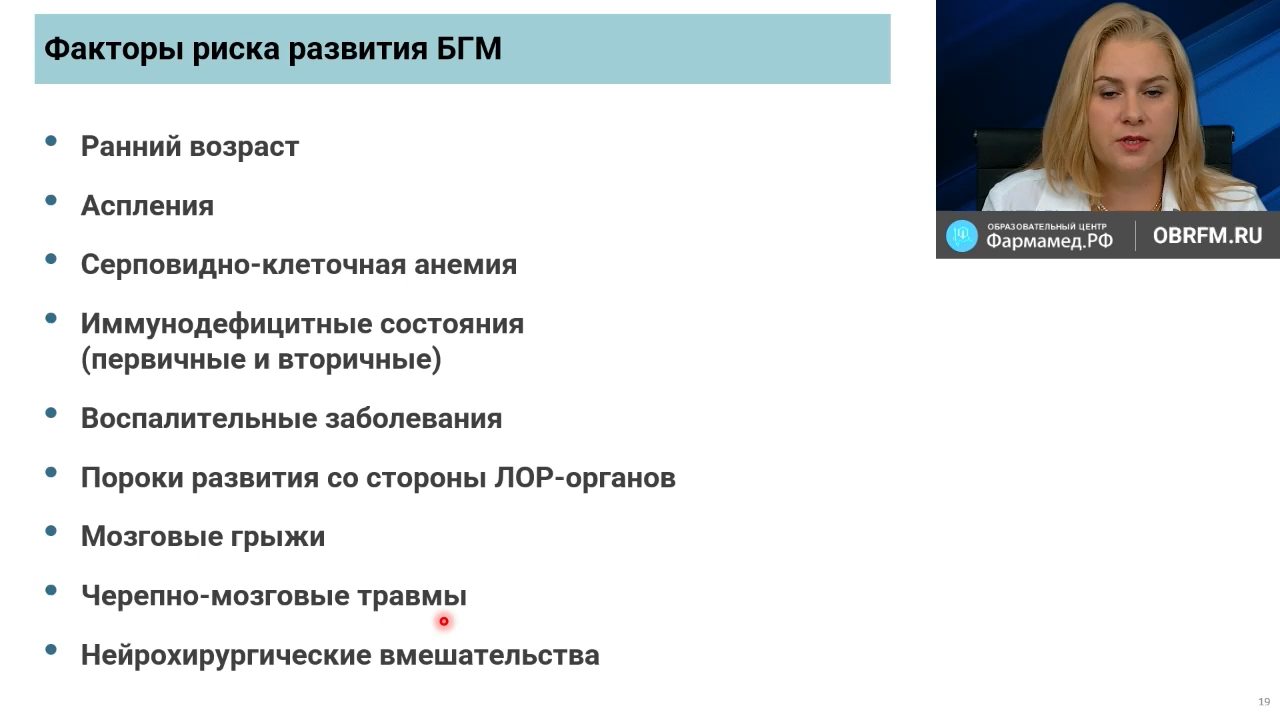 Факторы риска развития БГМ
• Ранний возраст
• Аспления
• Серповидно-клеточная анемия
• Иммунодефицитные состояния
(первичные и вторичные)
• Воспалительные заболевания
• Пороки развития со стороны ЛОР-органов
• Мозговые грыжи
• Черепно-мозговые травмы
• Нейрохирургические вмешательства
ОБРАЗОВАТЕЛЬНЫЙ ЦЕНТР
Фармамед.РФ
OBRFM.RU
19